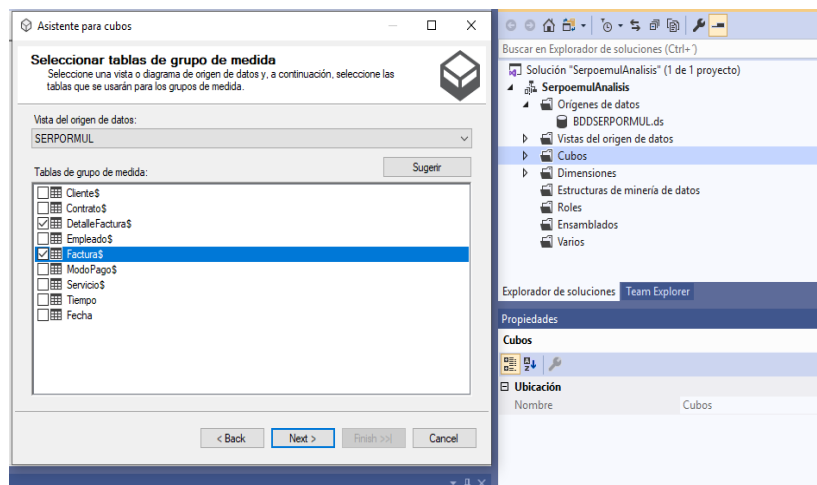 Asistente para cubos
Seleccionar tablas de grupo de medida
Seleccione una vista o diagrama de origen de datos y, a continuación, seleccione las
tablas que se usarán para los grupos de medida.
Vista del origen de datos:
SERPORMUL
Sugerir
Tablas de grupo de medida:
Cliente$
Contrato$
DetalleFactura$
Empleado$
Factura$
ModoPago$
Servicio$
Tiempo
Fecha
< Back
Next >
Finish >>|
Cancel
Buscar en Explorador de soluciones (Ctrl+´)
Solución "SerpoemulAnalisis" (1 de 1 proyecto)
SerpoemulAnalisis
Orígenes de datos
BDDSERPORMUL.ds
Vistas del origen de datos
Cubos
Dimensiones
Estructuras de minería de datos
Roles
Ensamblados
Varios
Explorador de soluciones Team Explorer
Propiedades
Cubos
Ubicación
Nombre Cubos